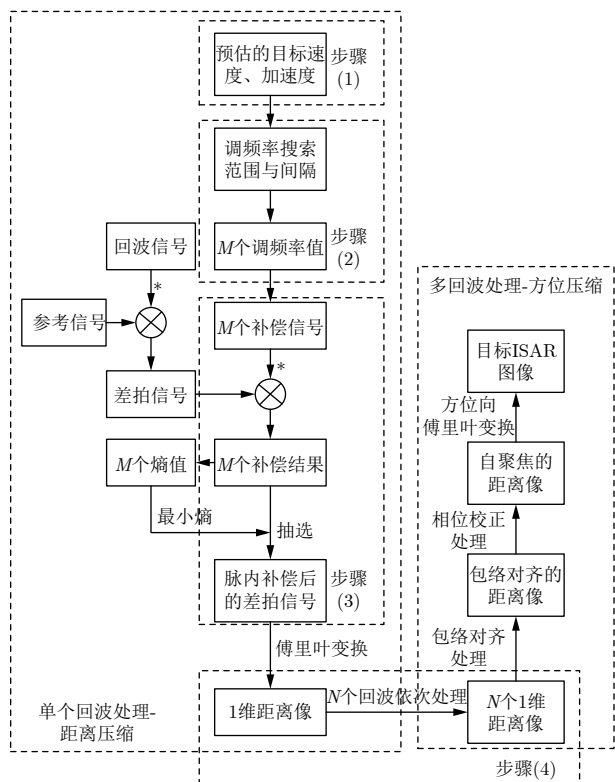 预估的目标速
度、加速度
步骤
(1)
调频率搜索
范围与间隔
M个调频率值
步骤
(2)
回波信号
*
参考信号
M个补偿信号
*
差拍信号
M个熵值
M个补偿结果
最小熵
抽选
脉内补偿后
的差拍信号
步骤
(3)
傅里叶变换
1维距离像
单个回波处理-
距离压缩
N个回波依次处理
多回波处理-方位压缩
目标ISAR
图像
方位向
傅里叶变换
自聚焦的
距离像
相位校正
处理
包络对齐的
距离像
包络对齐
处理
N个1维
距离像
步骤(4)